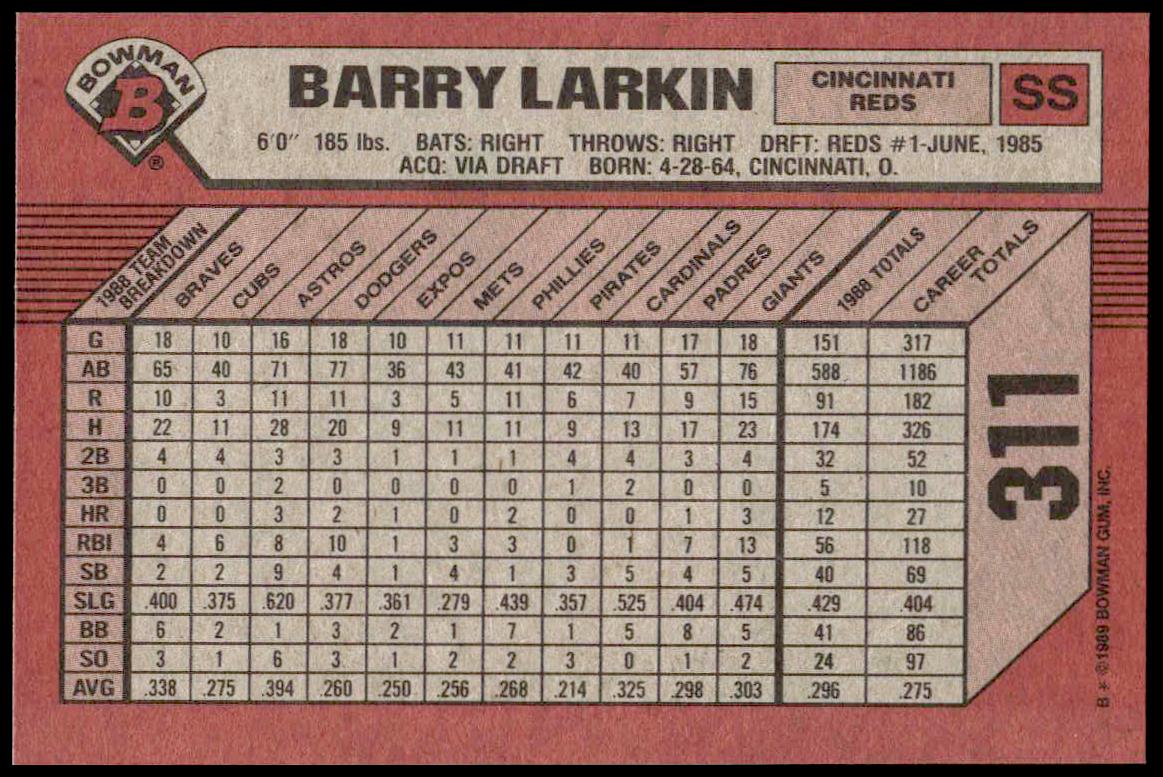 BOWMAN
B
®
BARRY LARKIN
CINCINNATI
REDS
SS
6'0" 185 lbs. BATS: RIGHT THROWS: RIGHT DRFT: REDS #1-JUNE, 1985
ACQ: VIA DRAFT BORN: 4-28-64, CINCINNATI, O.
1988 TEAM BREAKDOWN BRAVES CUBS ASTROS DODGERS EXPOS METS PHILLIES PIRATES CARDINALS PADRES GIANTS 1988 TOTALS CAREER TOTALS
G 18 10 16 18 10 11 11 11 11 17 18 151 317
AB 65 40 71 77 36 43 41 42 40 57 76 588 1186
R 10 3 11 11 3 5 11 6 7 9 15 91 182
H 22 11 28 20 9 11 11 9 13 17 23 174 326
2B 4 4 3 3 1 1 1 4 4 3 4 32 52
3B 0 0 2 0 0 0 0 1 2 0 0 5 10
HR 0 0 3 2 1 0 2 0 0 1 3 12 27
RBI 4 6 8 10 1 3 3 0 1 7 13 56 118
SB 2 2 9 4 1 4 1 3 5 4 5 40 69
SLG .400 .375 .620 .377 .361 .279 .439 .357 .525 .404 .474 .429 .404
BB 6 2 1 3 2 1 7 1 5 8 5 41 86
SO 3 1 6 3 1 2 2 3 0 1 2 24 97
AVG .338 .275 .394 .260 .250 .256 .268 .214 .325 .298 .303 .296 .275
311
B * ©1989 BOWMAN GUM, INC.